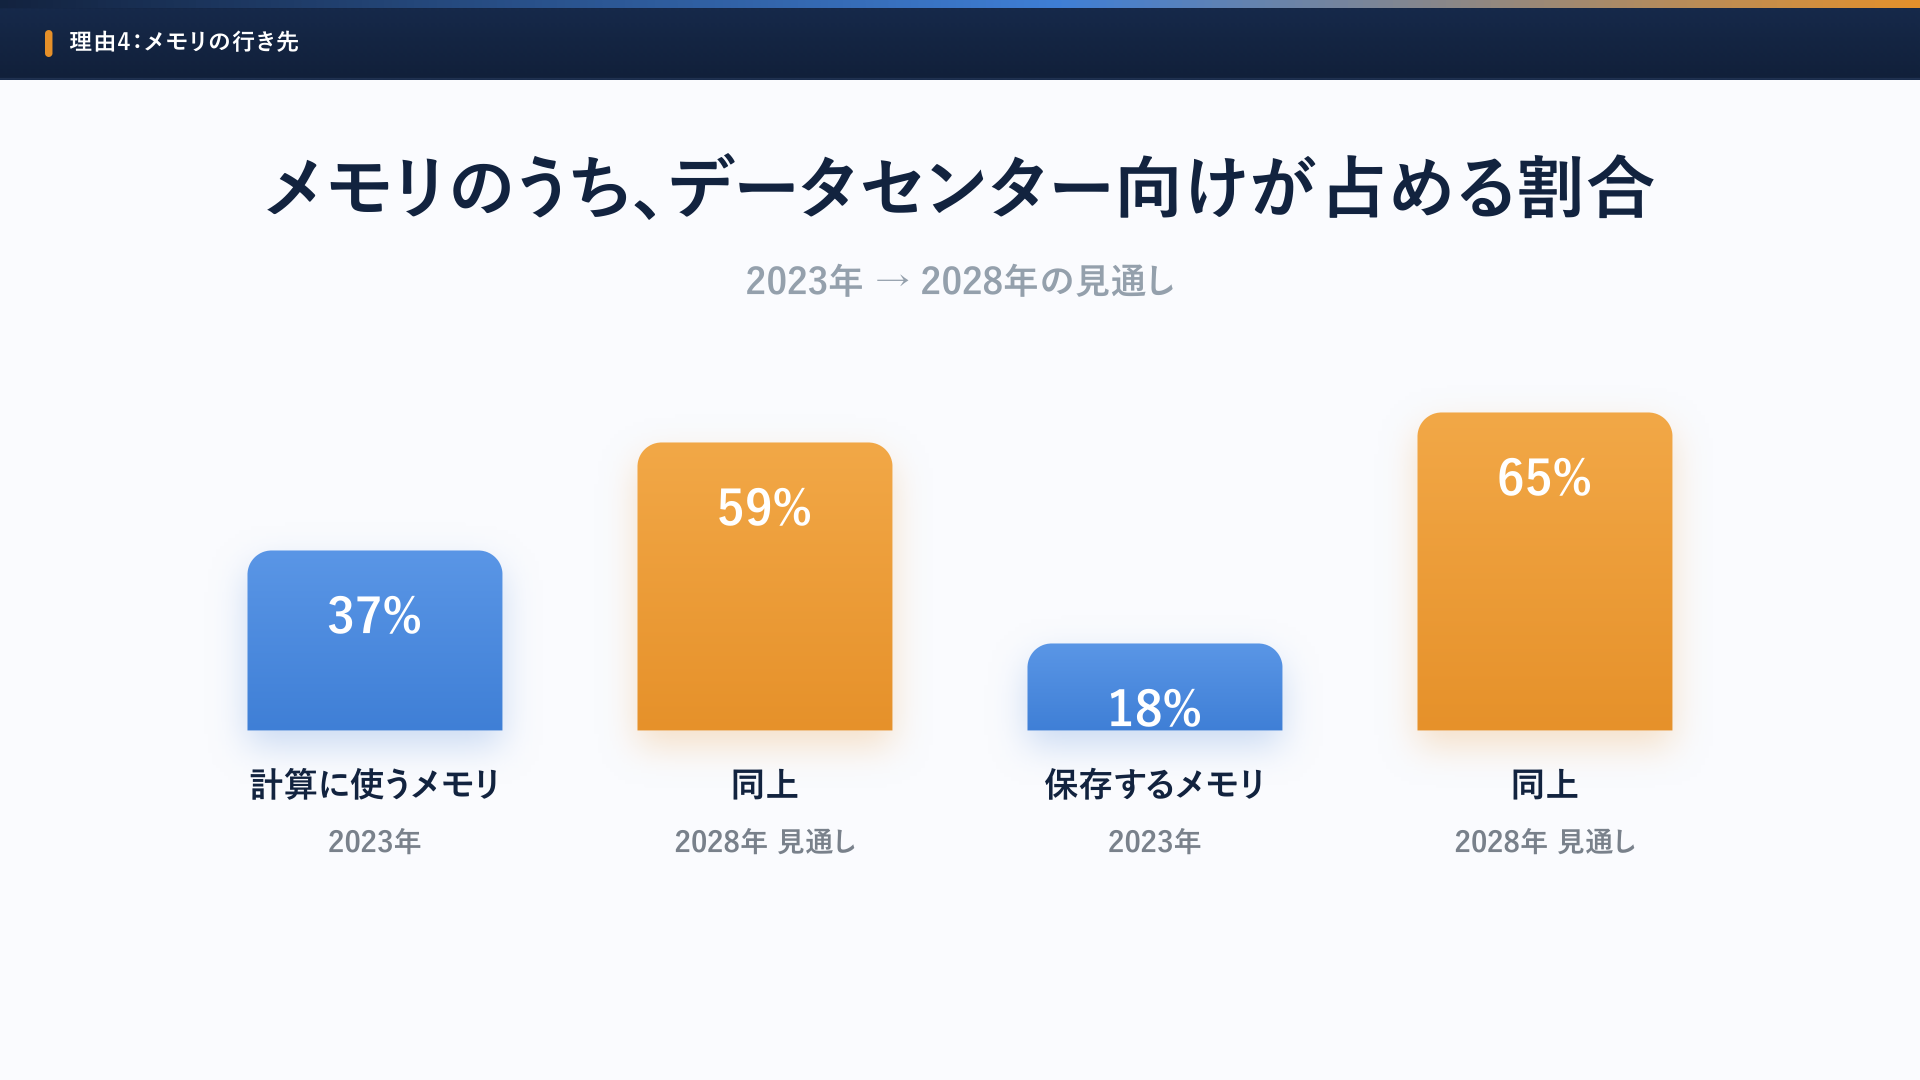 理由4：メモリの行き先
メモリのうち、データセンター向けが占める割合
2023年 → 2028年の見通し
37%
59%
18%
65%
計算に使うメモリ
同上
保存するメモリ
同上
2023年
2028年 見通し
2023年
2028年 見通し